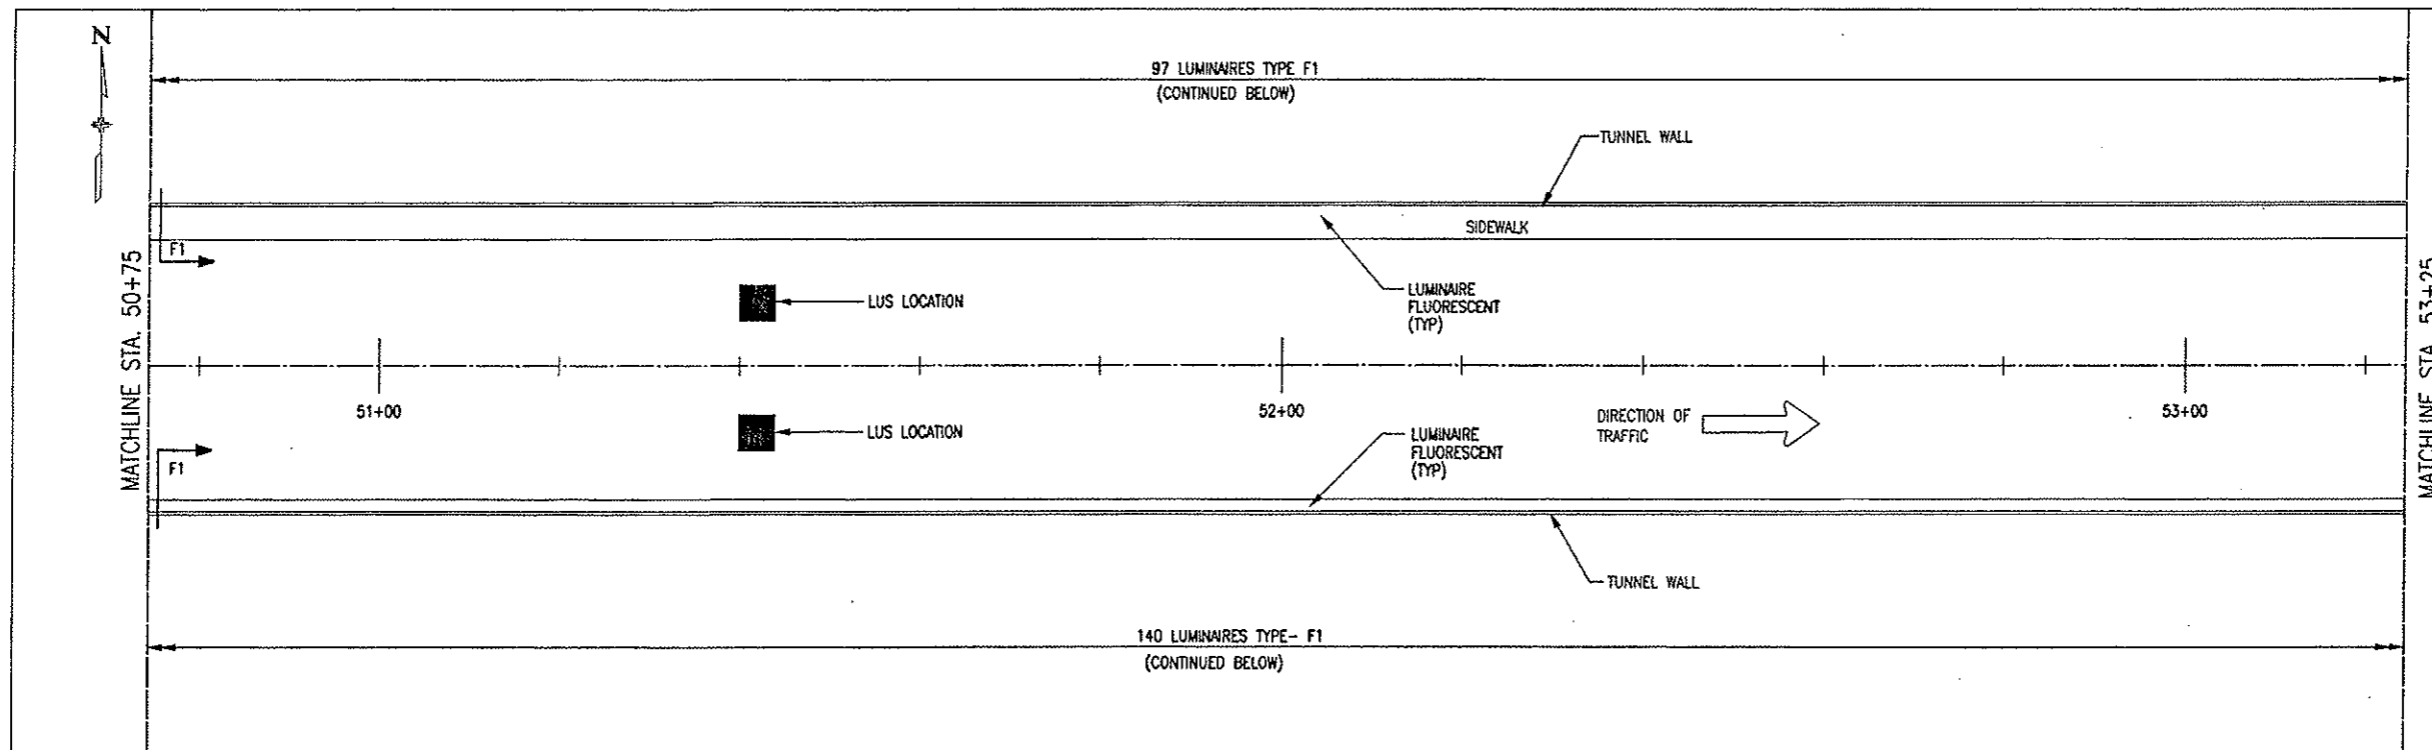 N
97 LUMINAIRES TYPE F1
(CONTINUED BELOW)
TUNNEL WALL
SIDEWALK
F1
LUS LOCATION
LUMINAIRE
FLUORESCENT
(TYP)
MATCHLINE STA. 50+75
MATCHLINE STA. 53+25
51+00
52+00
53+00
LUS LOCATION
DIRECTION OF
TRAFFIC
LUMINAIRE
FLUORESCENT
(TYP)
F1
TUNNEL WALL
140 LUMINAIRES TYPE- F1
(CONTINUED BELOW)